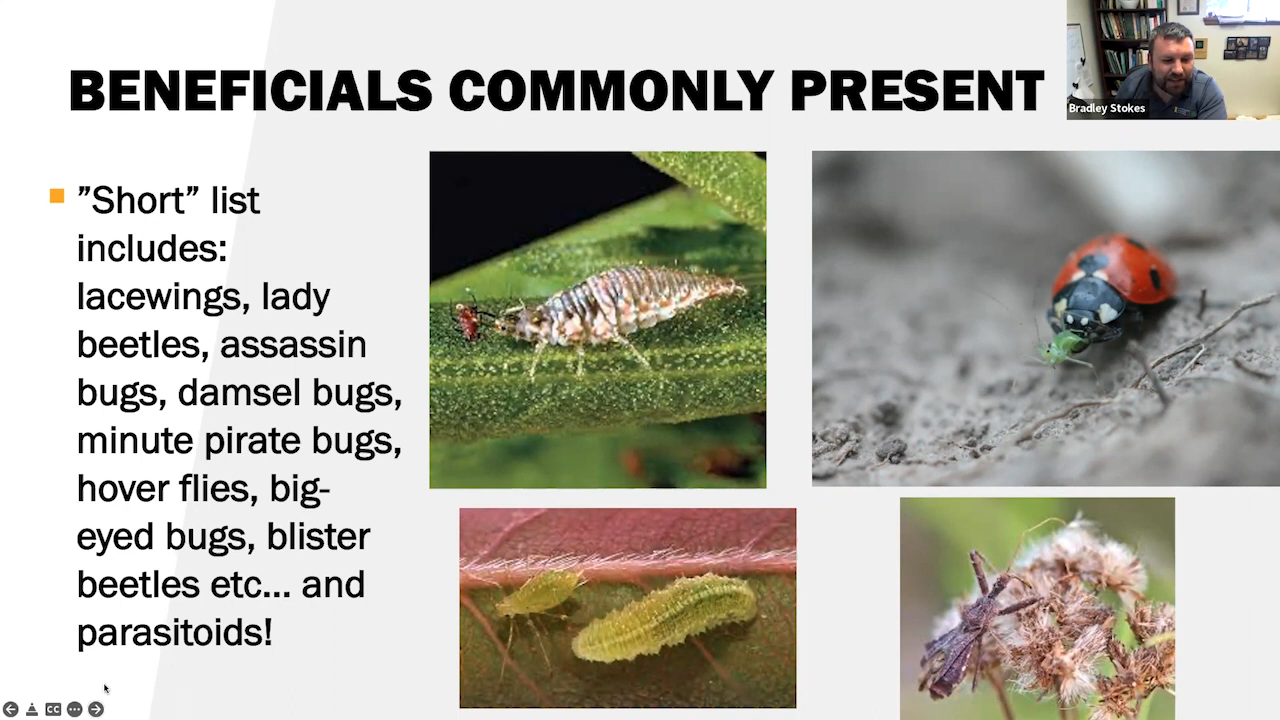 BENEFICIALS COMMONLY PRESENT
Bradley Stokes
”Short” list
includes:
lacewings, lady
beetles, assassin
bugs, damsel bugs,
minute pirate bugs,
hover flies, big-
eyed bugs, blister
beetles etc... and
parasitoids!
CC